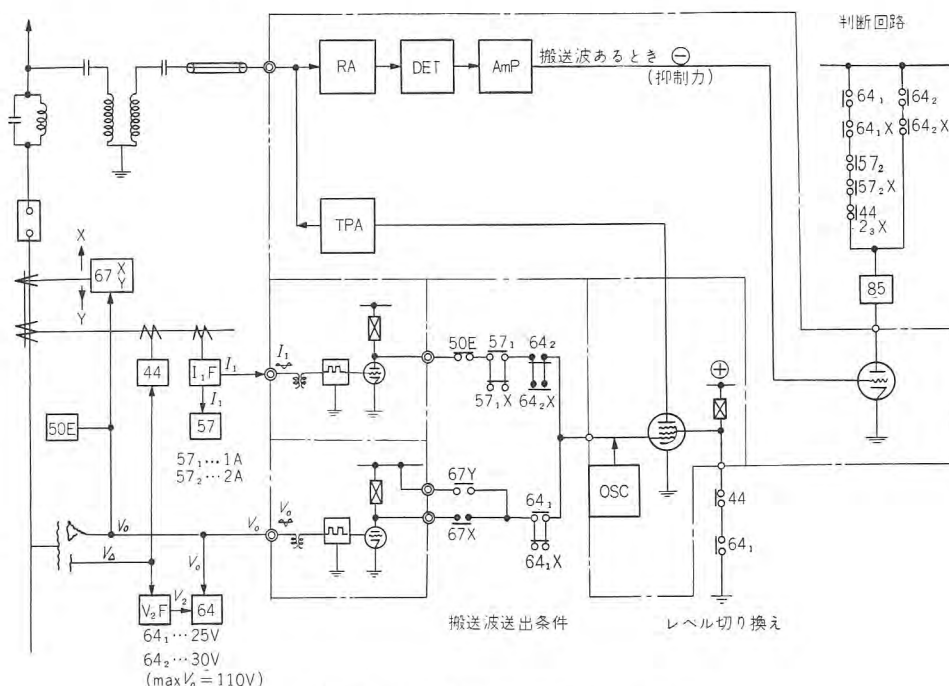 判断回路
RA
DET
AmP
搬送波あるとき ⊖
(抑制力)
64₁
64₂
64₁X
64₂X
57₂
57₂X
44
2₃X
85
TPA
X
67 X
Y
Y
44
I₁F
I₁
I₁
57
50E
57₁…1A
57₂…2A
50E
57₁
64₂
57₁X
64₂X
⊕
OSC
67Y
67X
64₁
64₁X
44
64₁
V₀
V₀
V△
V₀
V₂F
V₂
64
64₁…25V
64₂…30V
(max V₀=110V)
搬送波送出条件
レベル切り換え